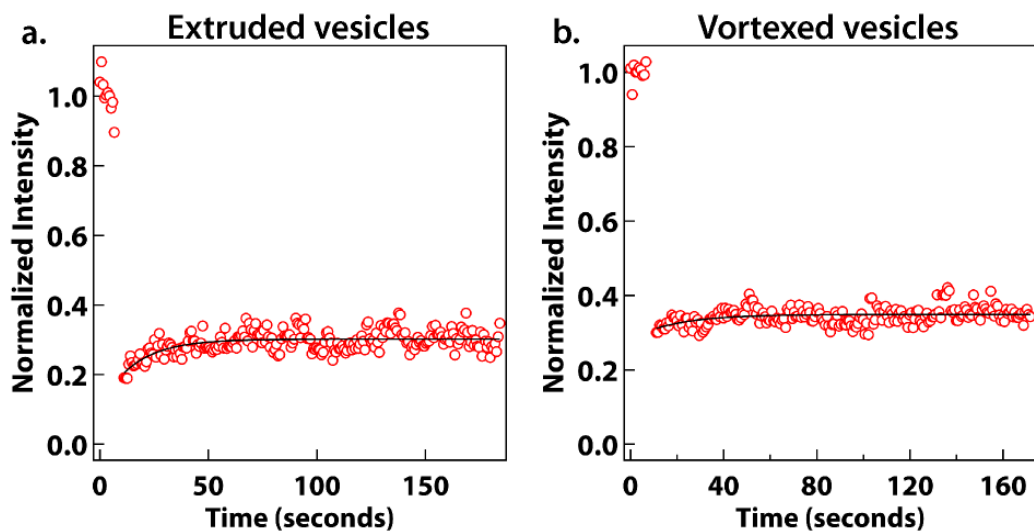 a.
Extruded vesicles
Normalized Intensity
1.0
0.8
0.6
0.4
0.2
0.0
0
50
100
150
Time (seconds)
b.
Vortexed vesicles
Normalized Intensity
1.0
0.8
0.6
0.4
0.2
0.0
0
40
80
120
160
Time (seconds)